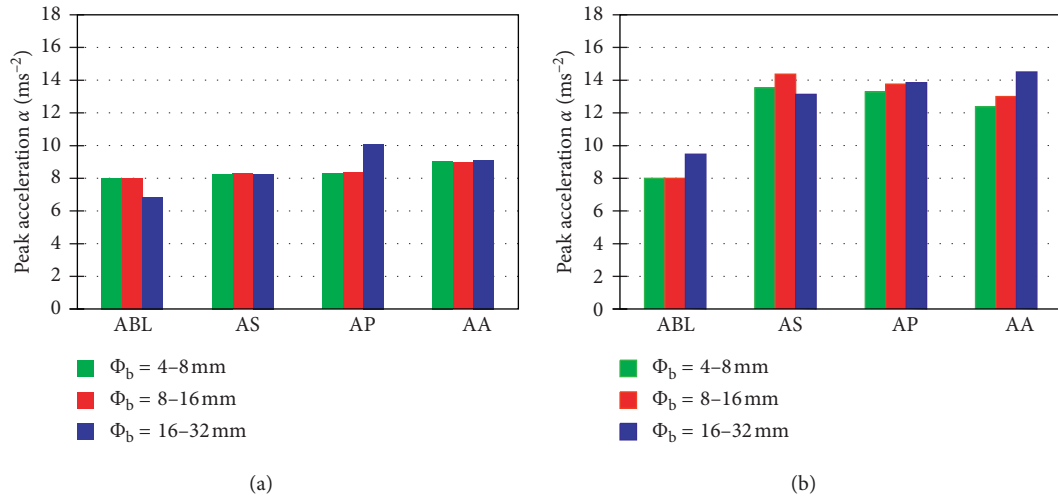 Peak acceleration α (ms⁻²)
18
16
14
12
10
8
6
4
2
0
ABL AS AP AA
Φb = 4–8 mm
Φb = 8–16 mm
Φb = 16–32 mm
(a)
Peak acceleration α (ms⁻²)
18
16
14
12
10
8
6
4
2
0
ABL AS AP AA
Φb = 4–8 mm
Φb = 8–16 mm
Φb = 16–32 mm
(b)